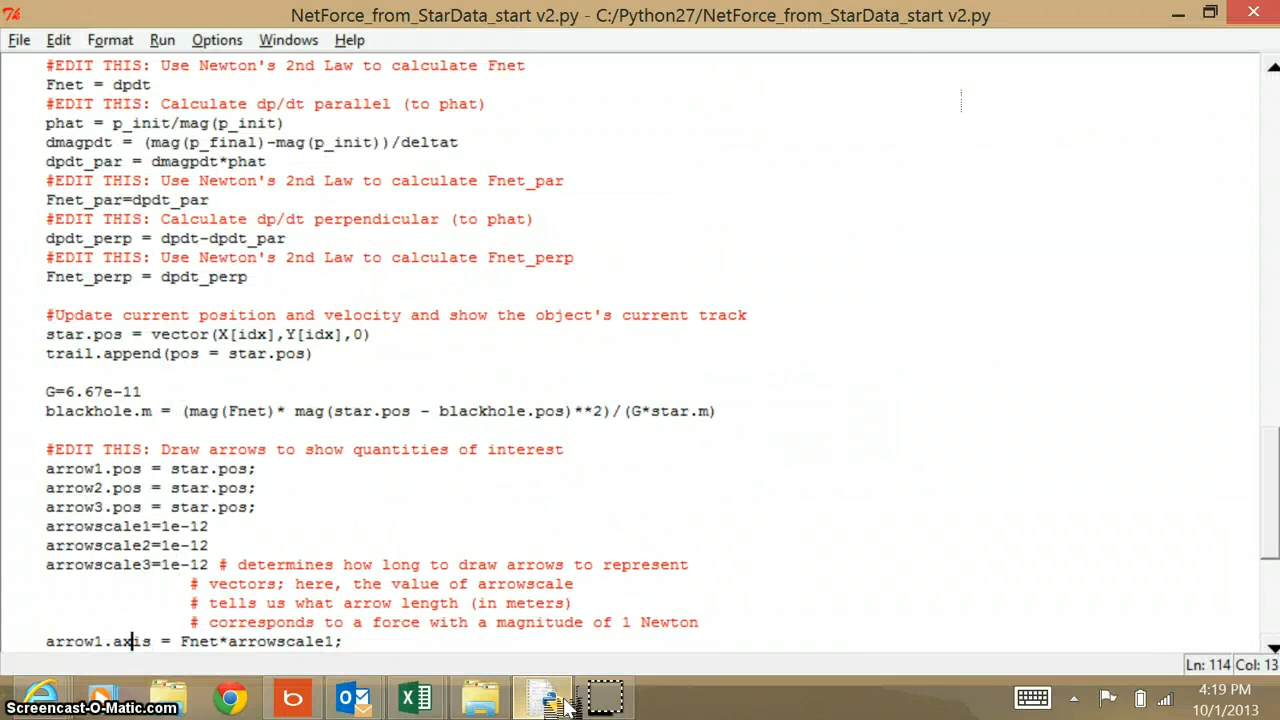 NetForce_from_StarData_start v2.py - C:/Python27/NetForce_from_StarData_start v2.py
File Edit Format Run Options Windows Help
#EDIT THIS: Use Newton's 2nd Law to calculate Fnet
Fnet = dpdt
#EDIT THIS: Calculate dp/dt parallel (to phat)
phat = p_init/mag(p_init)
dmagpdt = (mag(p_final)-mag(p_init))/deltat
dpdt_par = dmagpdt*phat
#EDIT THIS: Use Newton's 2nd Law to calculate Fnet_par
Fnet_par=dpdt_par
#EDIT THIS: Calculate dp/dt perpendicular (to phat)
dpdt_perp = dpdt-dpdt_par
#EDIT THIS: Use Newton's 2nd Law to calculate Fnet_perp
Fnet_perp = dpdt_perp
#Update current position and velocity and show the object's current track
star.pos = vector(X[idx],Y[idx],0)
trail.append(pos = star.pos)
G=6.67e-11
blackhole.m = (mag(Fnet)* mag(star.pos - blackhole.pos)**2)/(G*star.m)
#EDIT THIS: Draw arrows to show quantities of interest
arrow1.pos = star.pos;
arrow2.pos = star.pos;
arrow3.pos = star.pos;
arrowscale1=1e-12
arrowscale2=1e-12
arrowscale3=1e-12 # determines how long to draw arrows to represent
# vectors; here, the value of arrowscale
# tells us what arrow length (in meters)
# corresponds to a force with a magnitude of 1 Newton
arrow1.axis = Fnet*arrowscale1;
Ln: 114 Col: 13
4:19 PM
10/1/2013
Screencast-O-Matic.com